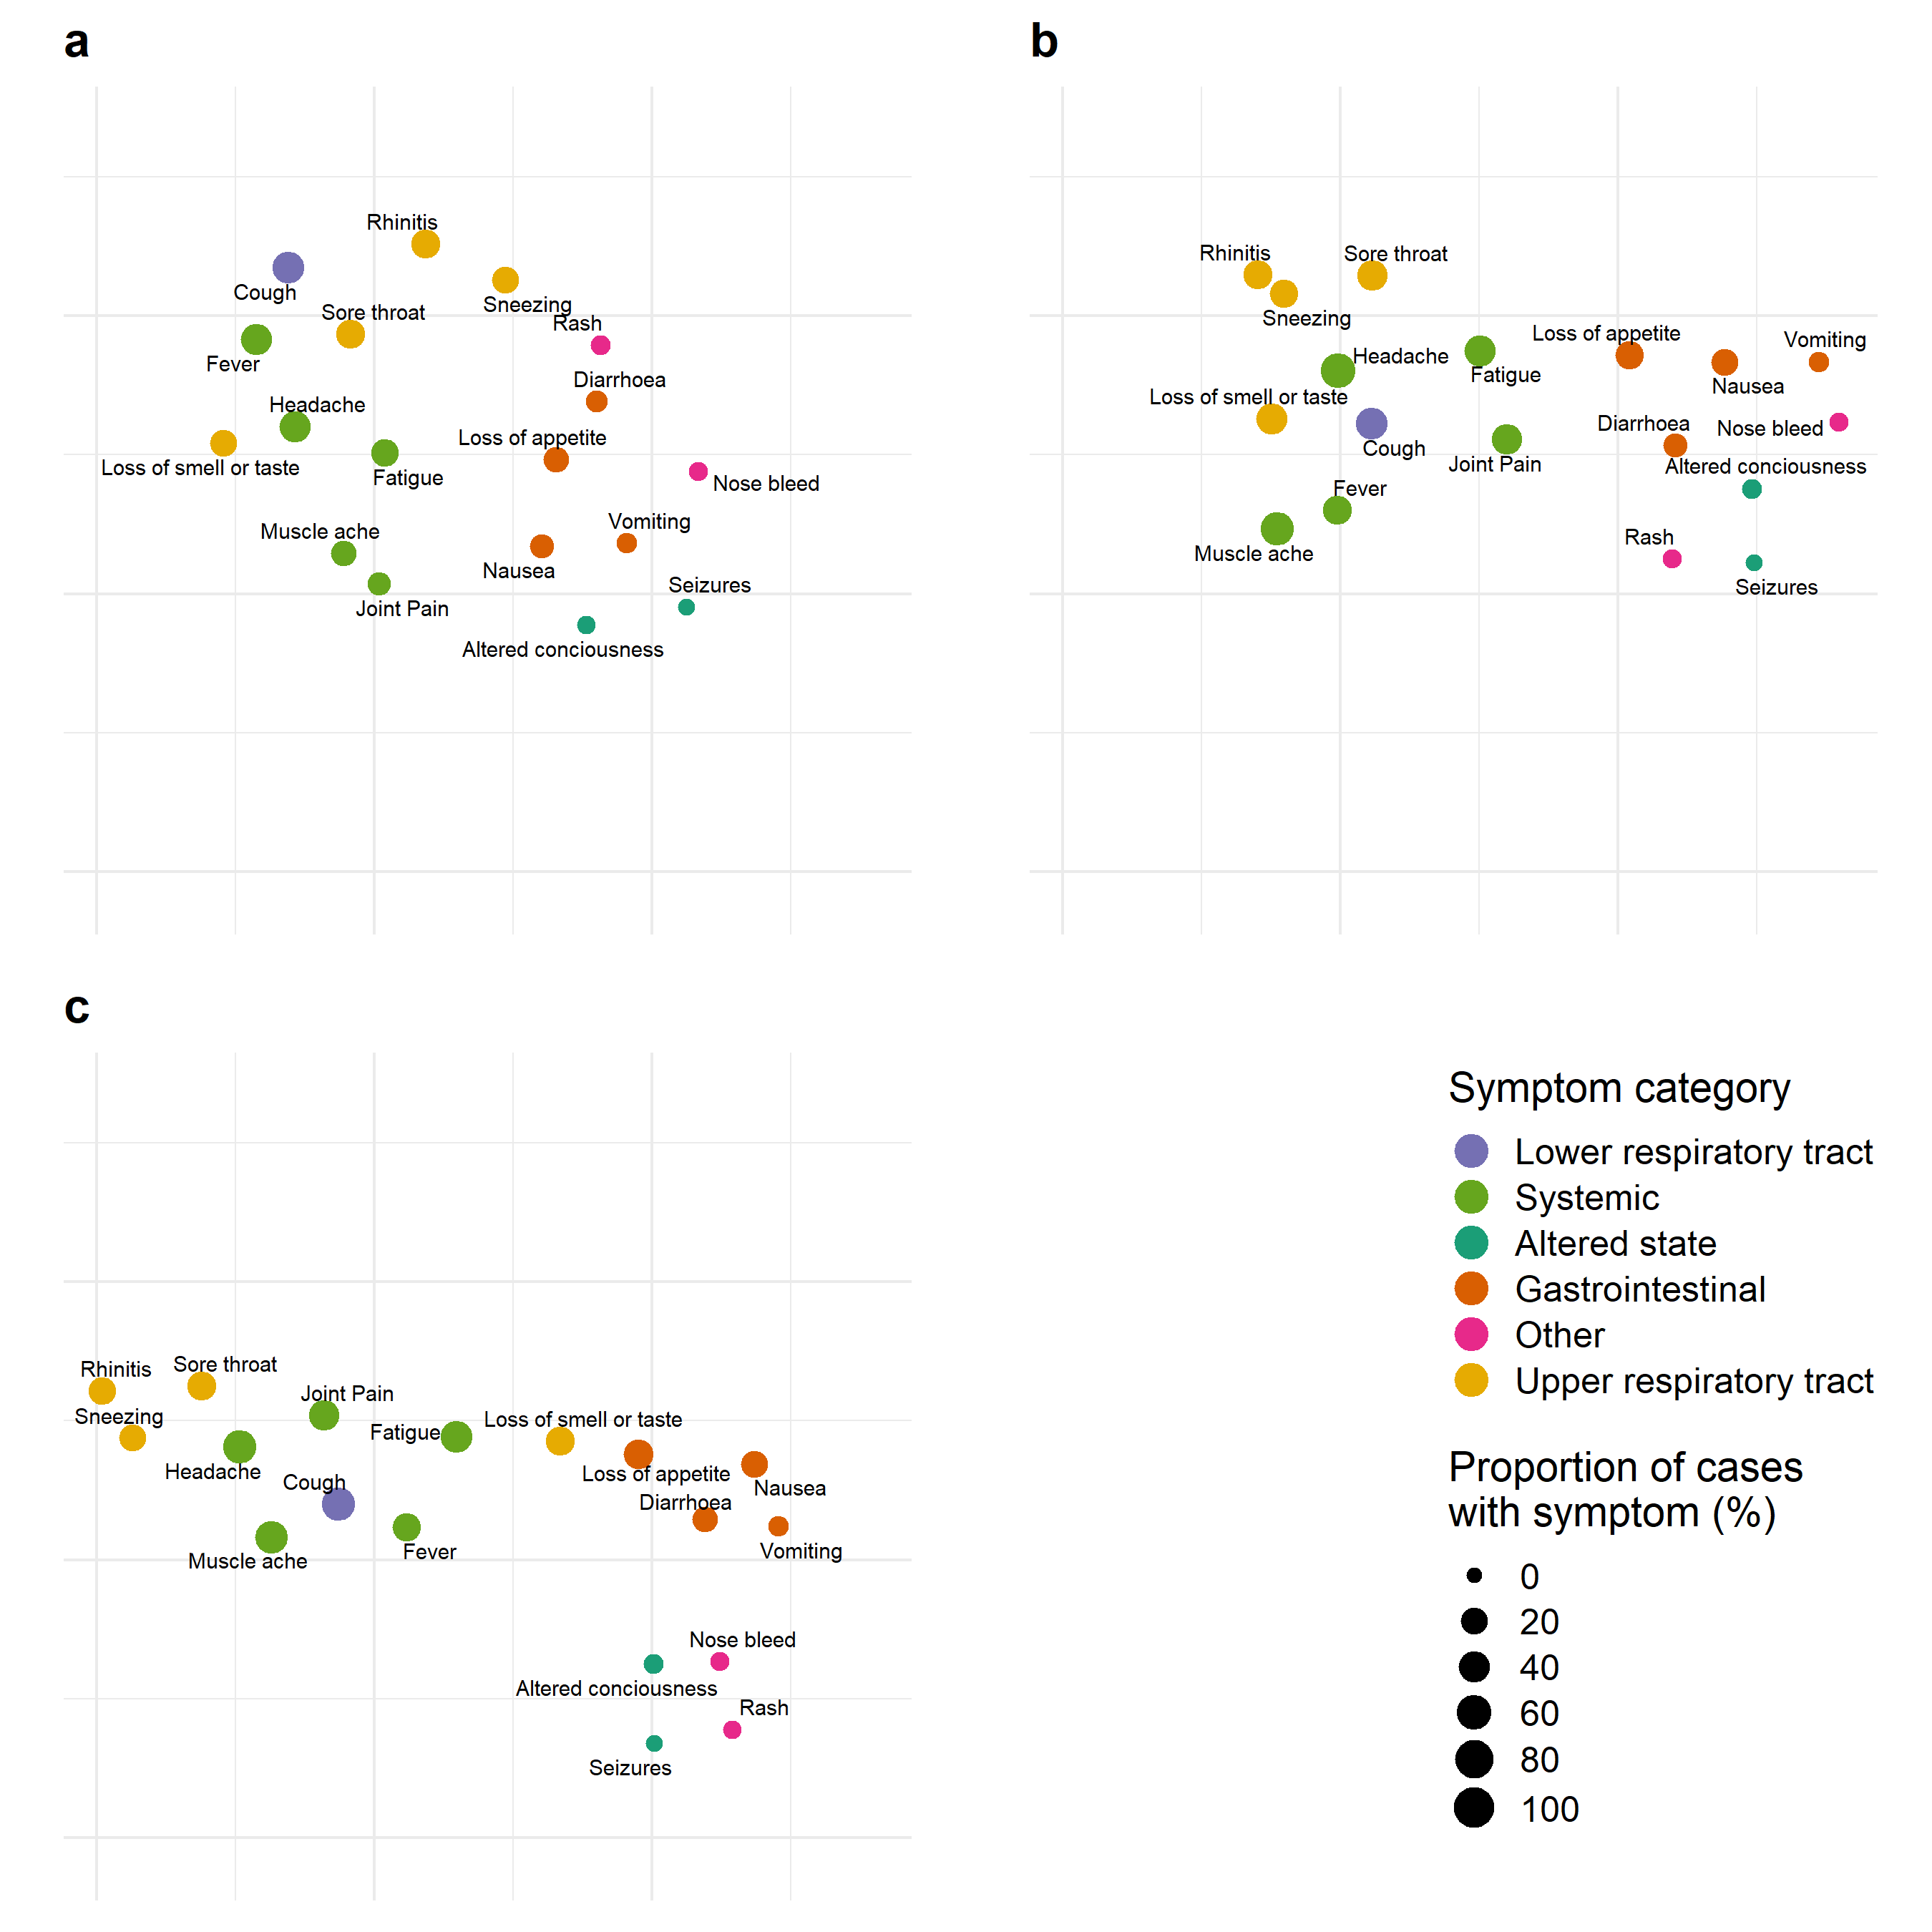 a
Rhinitis
Cough
Sneezing
Sore throat
Rash
Fever
Diarrhoea
Headache
Loss of appetite
Loss of smell or taste
Fatigue
Nose bleed
Vomiting
Muscle ache
Nausea
Seizures
Joint Pain
Altered conciousness
b
Rhinitis
Sore throat
Sneezing
Loss of appetite
Vomiting
Headache
Fatigue
Nausea
Loss of smell or taste
Diarrhoea
Nose bleed
Cough
Joint Pain
Altered conciousness
Fever
Rash
Muscle ache
Seizures
c
Rhinitis
Sore throat
Joint Pain
Sneezing
Fatigue
Loss of smell or taste
Headache
Loss of appetite
Cough
Nausea
Diarrhoea
Fever
Vomiting
Muscle ache
Nose bleed
Altered conciousness
Rash
Seizures
Symptom category
Lower respiratory tract
Systemic
Altered state
Gastrointestinal
Other
Upper respiratory tract
Proportion of cases
with symptom (%)
0
20
40
60
80
100